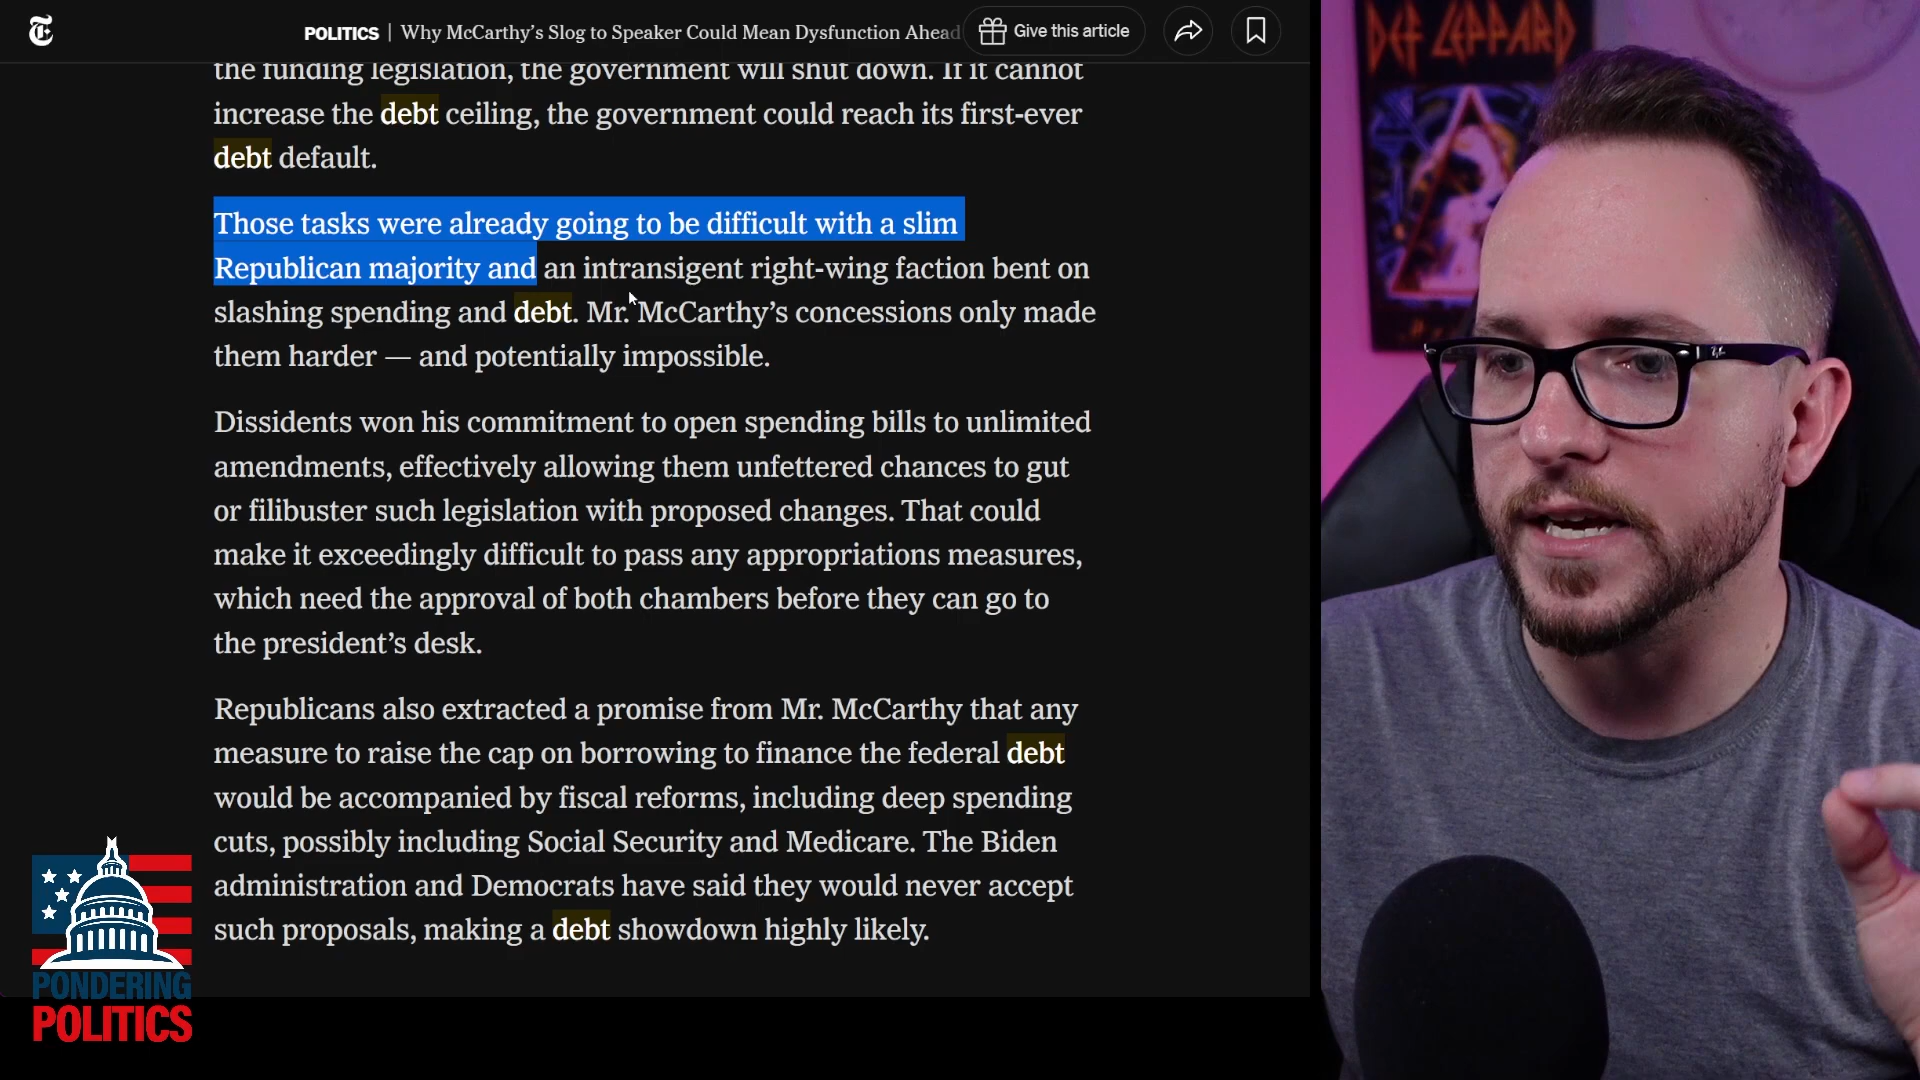 POLITICS | Why McCarthy’s Slog to Speaker Could Mean Dysfunction Ahead
Give this article
the funding legislation, the government will shut down. If it cannot
increase the debt ceiling, the government could reach its first-ever
debt default.
Those tasks were already going to be difficult with a slim
Republican majority and an intransigent right-wing faction bent on
slashing spending and debt. Mr. McCarthy’s concessions only made
them harder — and potentially impossible.
Dissidents won his commitment to open spending bills to unlimited
amendments, effectively allowing them unfettered chances to gut
or filibuster such legislation with proposed changes. That could
make it exceedingly difficult to pass any appropriations measures,
which need the approval of both chambers before they can go to
the president’s desk.
Republicans also extracted a promise from Mr. McCarthy that any
measure to raise the cap on borrowing to finance the federal debt
would be accompanied by fiscal reforms, including deep spending
cuts, possibly including Social Security and Medicare. The Biden
administration and Democrats have said they would never accept
such proposals, making a debt showdown highly likely.
PONDERING
POLITICS
DEF LEPPARD
Ray-Ban